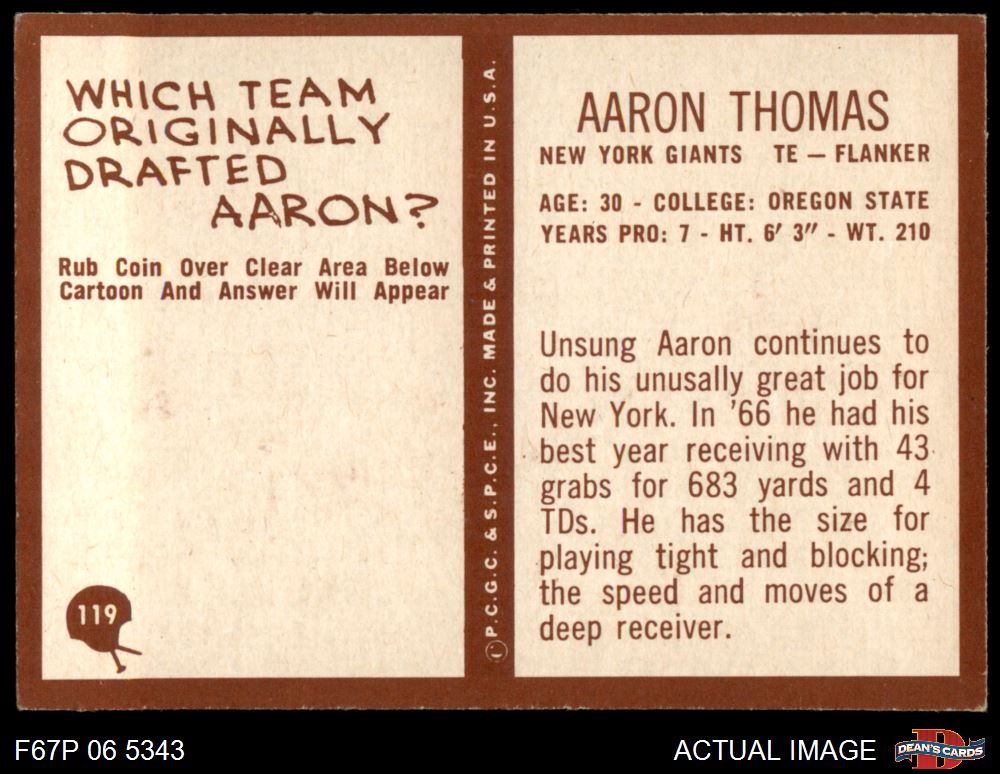 WHICH TEAM
ORIGINALLY
DRAFTED
AARON?
Rub Coin Over Clear Area Below
Cartoon And Answer Will Appear
119
© P.C.G.C. & S.P.C.E., INC. MADE & PRINTED IN U.S.A.
AARON THOMAS
NEW YORK GIANTS TE — FLANKER
AGE: 30 - COLLEGE: OREGON STATE
YEARS PRO: 7 - HT. 6' 3" - WT. 210
Unsung Aaron continues to
do his unusally great job for
New York. In '66 he had his
best year receiving with 43
grabs for 683 yards and 4
TDs. He has the size for
playing tight and blocking;
the speed and moves of a
deep receiver.
F67P 06 5343
ACTUAL IMAGE
D
DEAN'S CARDS